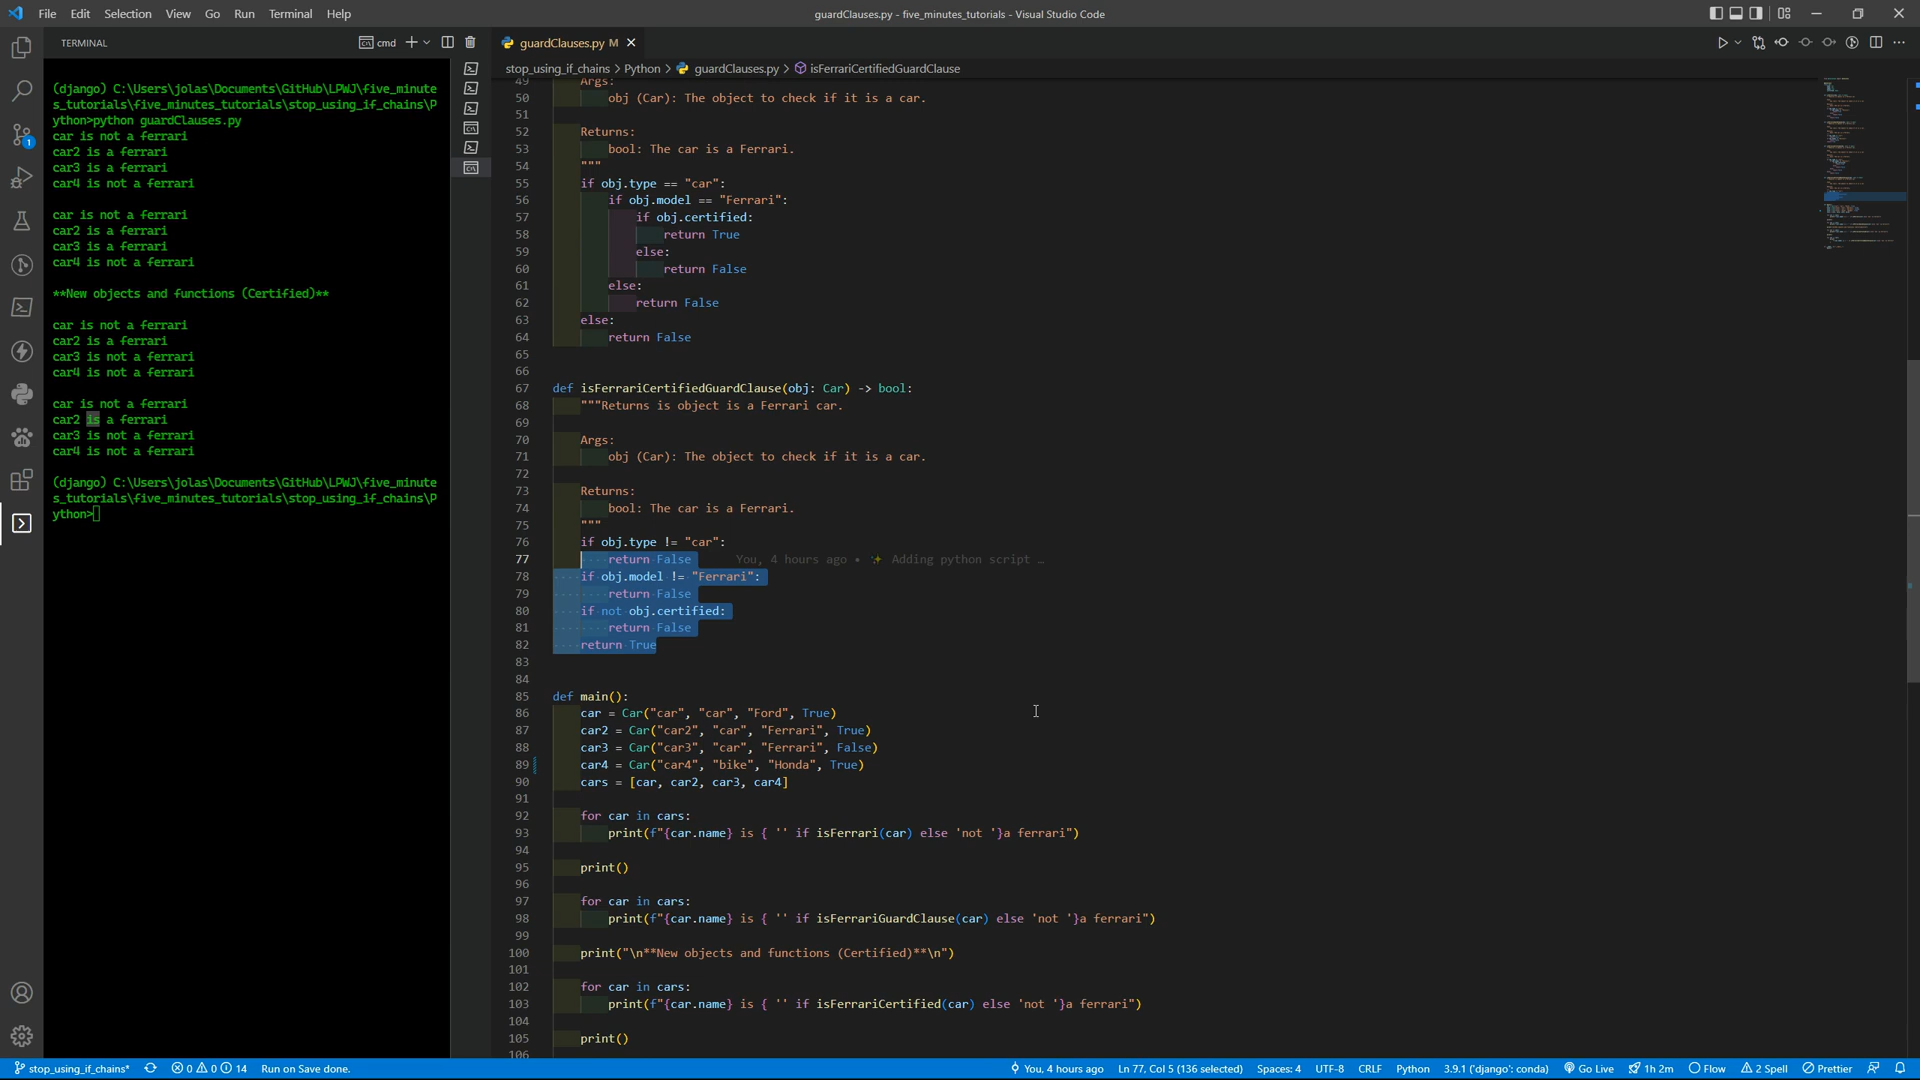 File Edit Selection View Go Run Terminal Help
guardClauses.py - five_minutes_tutorials - Visual Studio Code
TERMINAL
cmd
(django) C:\Users\jolas\Documents\GitHub\LPWJ\five_minute
s_tutorials\five_minutes_tutorials\stop_using_if_chains\P
ython>python guardClauses.py
car is not a ferrari
car2 is a ferrari
car3 is a ferrari
car4 is not a ferrari
car is not a ferrari
car2 is a ferrari
car3 is a ferrari
car4 is not a ferrari
**New objects and functions (Certified)**
car is not a ferrari
car2 is a ferrari
car3 is not a ferrari
car4 is not a ferrari
car is not a ferrari
car2 is a ferrari
car3 is not a ferrari
car4 is not a ferrari
(django) C:\Users\jolas\Documents\GitHub\LPWJ\five_minute
s_tutorials\five_minutes_tutorials\stop_using_if_chains\P
ython>
1
guardClauses.py M
stop_using_if_chains > Python > guardClauses.py > isFerrariCertifiedGuardClause
49 Args:
50 obj (Car): The object to check if it is a car.
51
52 Returns:
53 bool: The car is a Ferrari.
54 """
55 if obj.type == "car":
56 if obj.model == "Ferrari":
57 if obj.certified:
58 return True
59 else:
60 return False
61 else:
62 return False
63 else:
64 return False
65
66
67 def isFerrariCertifiedGuardClause(obj: Car) -> bool:
68 """Returns is object is a Ferrari car.
69
70 Args:
71 obj (Car): The object to check if it is a car.
72
73 Returns:
74 bool: The car is a Ferrari.
75 """
76 if obj.type != "car":
77 return False You, 4 hours ago • ✨ Adding python script …
78 if obj.model != "Ferrari":
79 return False
80 if not obj.certified:
81 return False
82 return True
83
84
85 def main():
86 car = Car("car", "car", "Ford", True)
87 car2 = Car("car2", "car", "Ferrari", True)
88 car3 = Car("car3", "car", "Ferrari", False)
89 car4 = Car("car4", "bike", "Honda", True)
90 cars = [car, car2, car3, car4]
91
92 for car in cars:
93 print(f"{car.name} is { '' if isFerrari(car) else 'not '}a ferrari")
94
95 print()
96
97 for car in cars:
98 print(f"{car.name} is { '' if isFerrariGuardClause(car) else 'not '}a ferrari")
99
100 print("\n**New objects and functions (Certified)**\n")
101
102 for car in cars:
103 print(f"{car.name} is { '' if isFerrariCertified(car) else 'not '}a ferrari")
104
105 print()
106
stop_using_if_chains* 0 0 14 Run on Save done. You, 4 hours ago Ln 77, Col 5 (136 selected) Spaces: 4 UTF-8 CRLF Python 3.9.1 ('django': conda) Go Live 1h 2m Flow 2 Spell Prettier